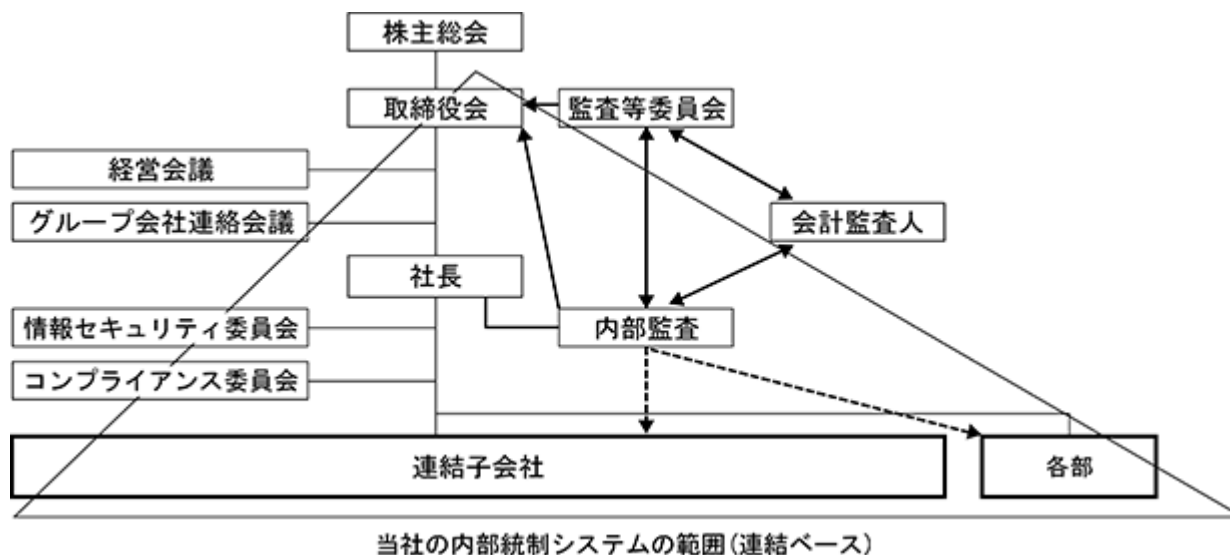 株主総会
取締役会
監査等委員会
経営会議
グループ会社連絡会議
会計監査人
社長
情報セキュリティ委員会
内部監査
コンプライアンス委員会
連結子会社
各部
当社の内部統制システムの範囲(連結ベース)